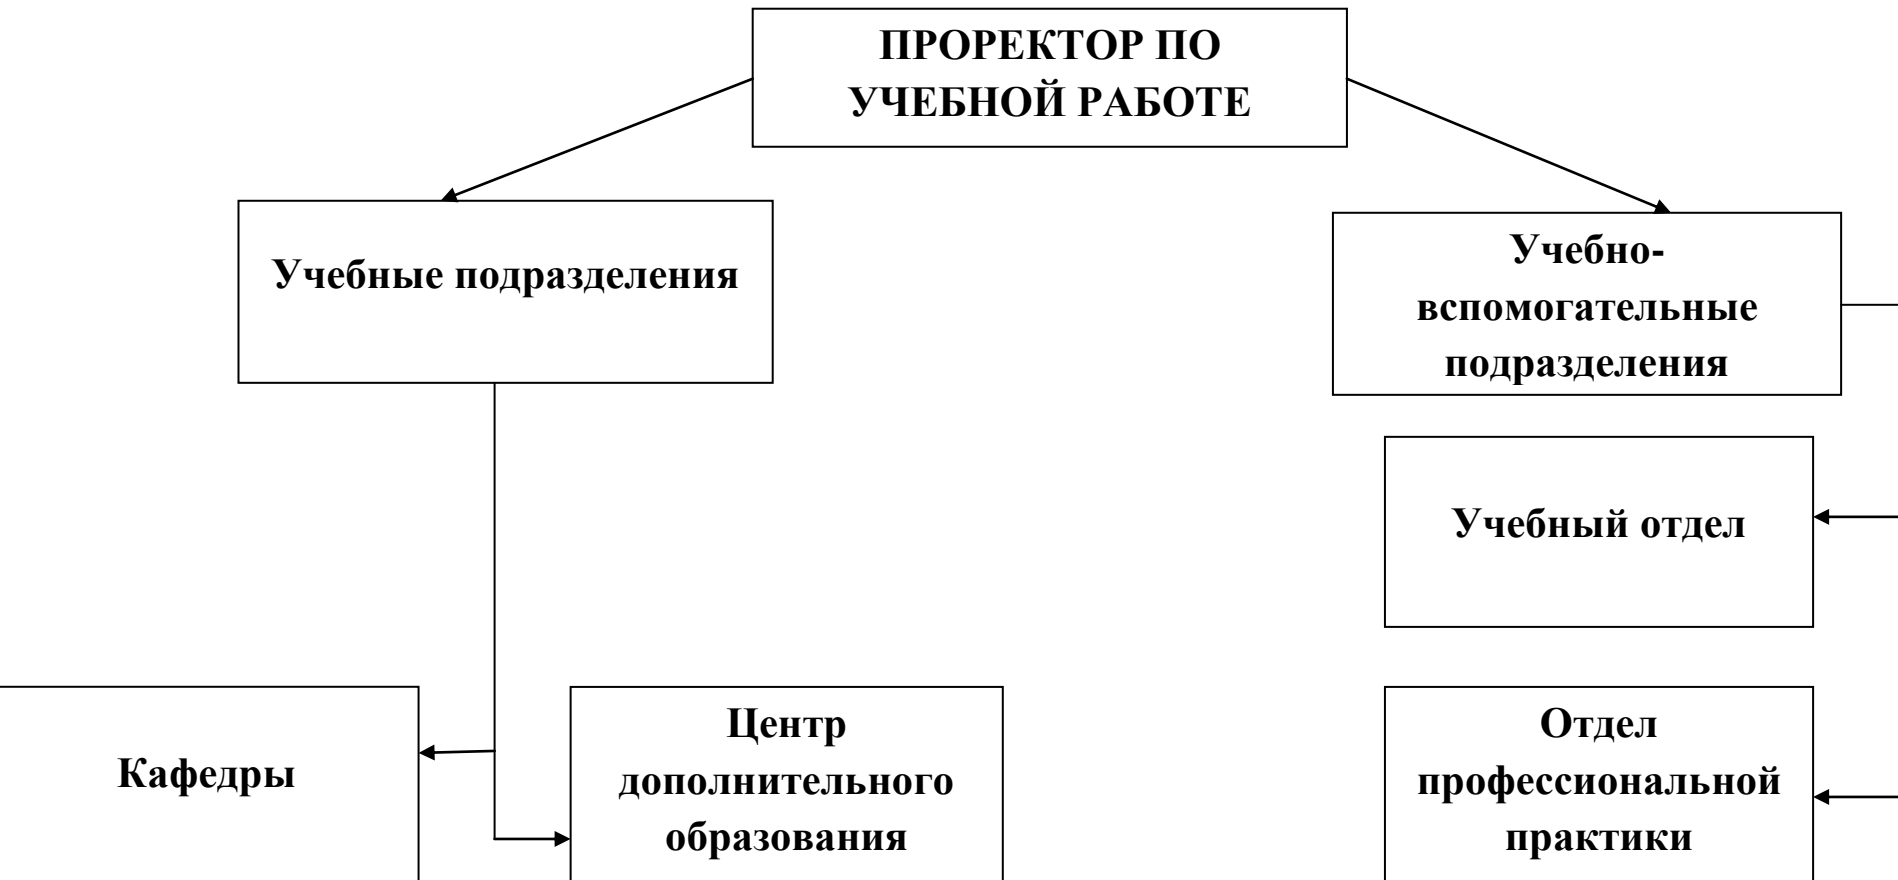 ПРОРЕКТОР ПО
УЧЕБНОЙ РАБОТЕ
Учебные подразделения
Учебно-
вспомогательные
подразделения
Учебный отдел
Кафедры
Центр
дополнительного
образования
Отдел
профессиональной
практики